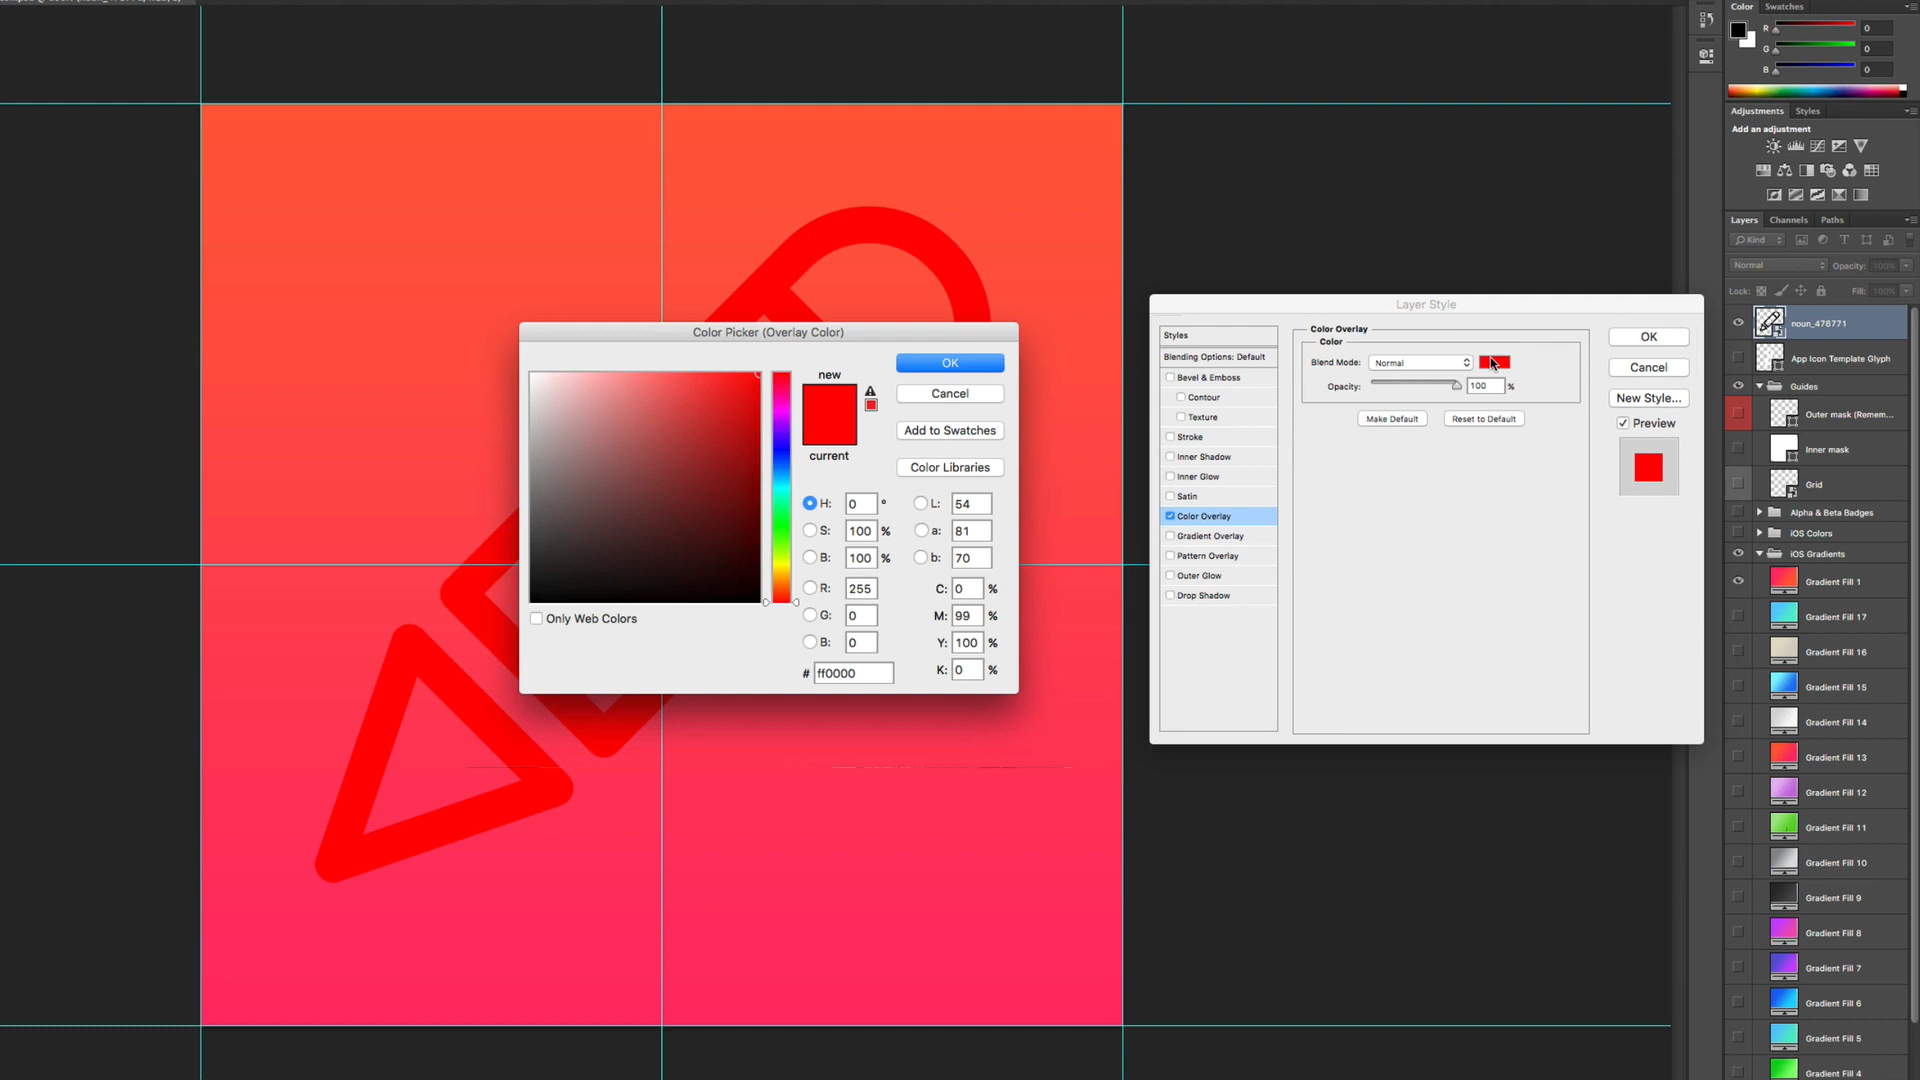 Color Swatches
R 0
G 0
B 0
Adjustments Styles
Add an adjustment
Layers Channels Paths
Kind
Normal Opacity: 100%
Lock: Fill: 100%
noun_478771
App Icon Template Glyph
Guides
Outer mask (Remem...
Inner mask
Grid
Alpha & Beta Badges
iOS Colors
iOS Gradients
Gradient Fill 1
Gradient Fill 17
Gradient Fill 16
Gradient Fill 15
Gradient Fill 14
Gradient Fill 13
Gradient Fill 12
Gradient Fill 11
Gradient Fill 10
Gradient Fill 9
Gradient Fill 8
Gradient Fill 7
Gradient Fill 6
Gradient Fill 5
Gradient Fill 4
Color Picker (Overlay Color)
new
current
OK
Cancel
Add to Swatches
Color Libraries
H: 0 °
S: 100 %
B: 100 %
R: 255
G: 0
B: 0
# ff0000
L: 54
a: 81
b: 70
C: 0 %
M: 99 %
Y: 100 %
K: 0 %
Only Web Colors
Layer Style
Styles
Blending Options: Default
Bevel & Emboss
Contour
Texture
Stroke
Inner Shadow
Inner Glow
Satin
Color Overlay
Gradient Overlay
Pattern Overlay
Outer Glow
Drop Shadow
Color Overlay
Color
Blend Mode: Normal
Opacity: 100 %
Make Default Reset to Default
OK
Cancel
New Style...
Preview